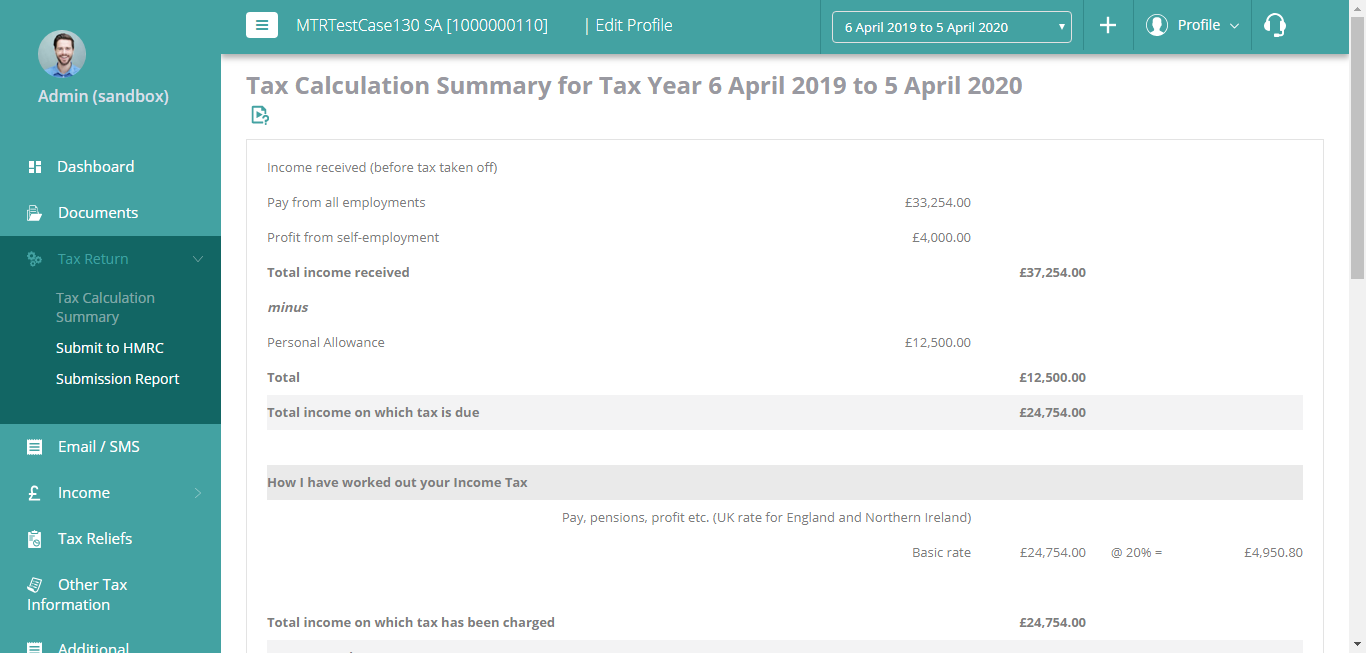 MTRTestCase130 SA [1000000110] | Edit Profile
6 April 2019 to 5 April 2020
Profile
Admin (sandbox)
Dashboard
Documents
Tax Return
Tax Calculation
Summary
Submit to HMRC
Submission Report
Email / SMS
Income
Tax Reliefs
Other Tax
Information
Additional
Tax Calculation Summary for Tax Year 6 April 2019 to 5 April 2020
Income received (before tax taken off)
Pay from all employments £33,254.00
Profit from self-employment £4,000.00
Total income received £37,254.00
minus
Personal Allowance £12,500.00
Total £12,500.00
Total income on which tax is due £24,754.00
How I have worked out your Income Tax
Pay, pensions, profit etc. (UK rate for England and Northern Ireland)
Basic rate £24,754.00 @ 20% = £4,950.80
Total income on which tax has been charged £24,754.00